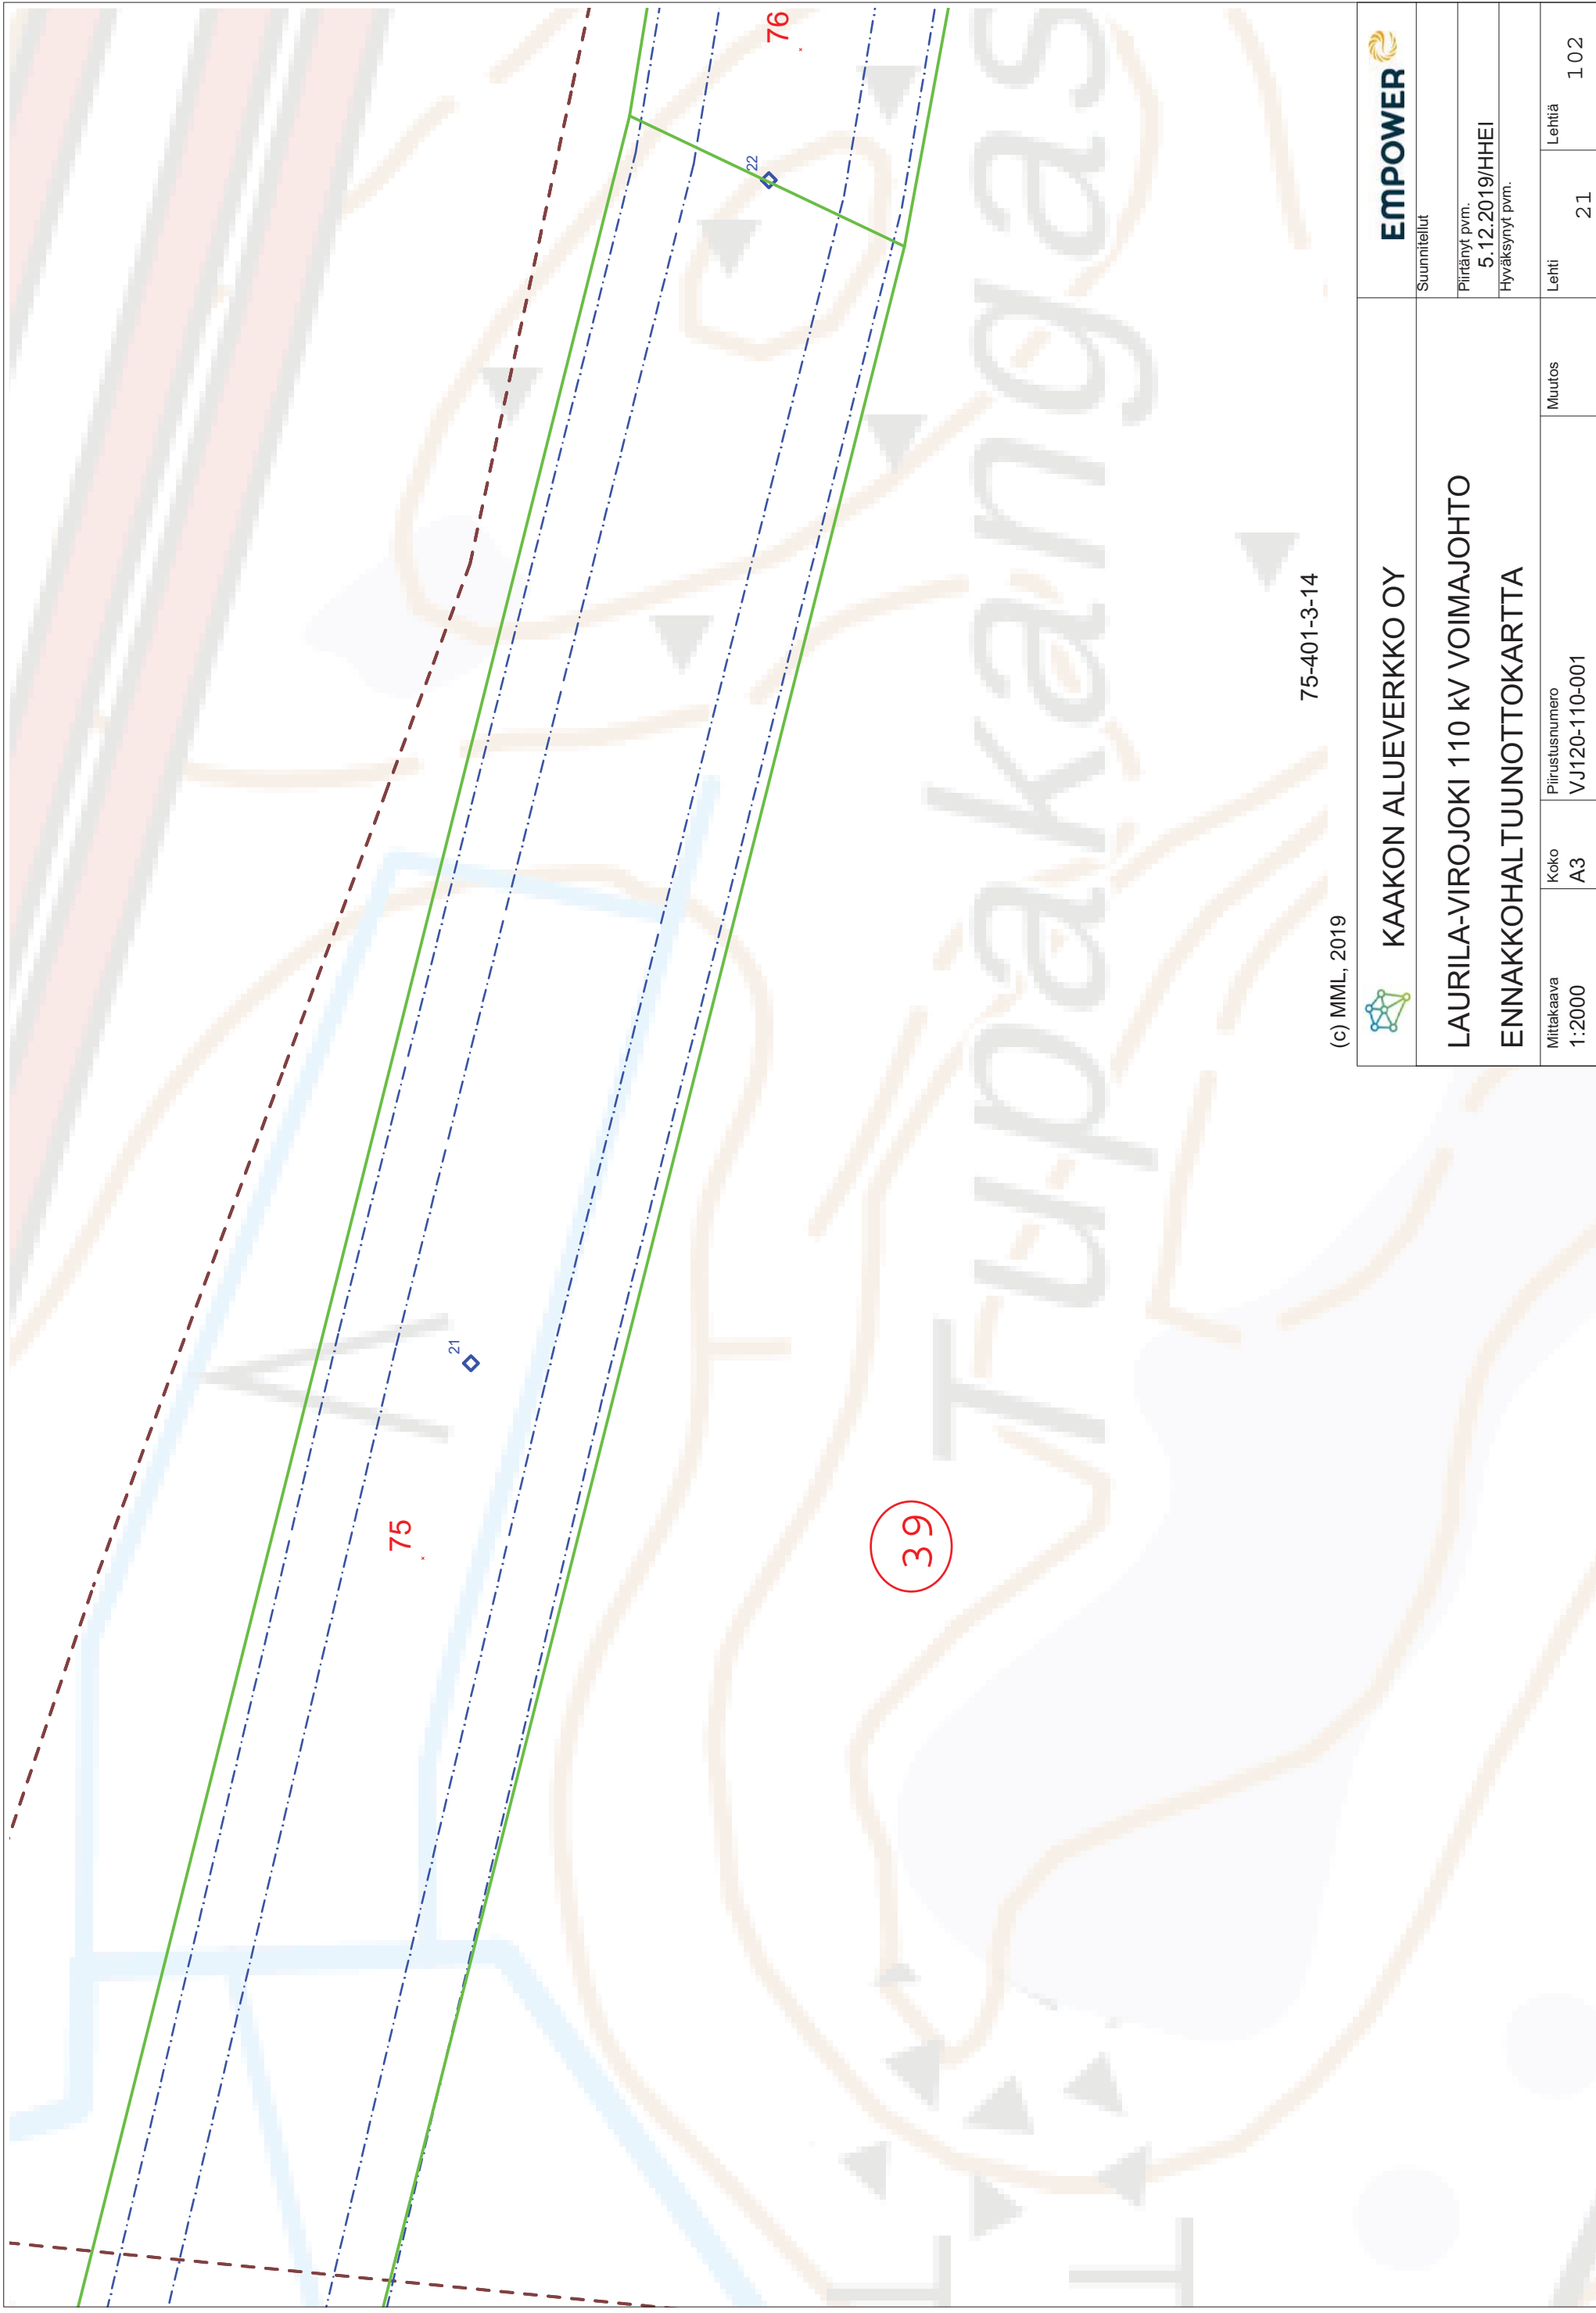 76
22
21
75
39
Tupakangas
75-401-3-14
(c) MML, 2019
KAAKON ALUEVERKKO OY
EMPOWER
LAURILA-VIROJOKI 110 kV VOIMAJOHTO
ENNAKKOHALTUUNOTTOKARTTA
Suunnitellut
Piirtänyt pvm.
5.12.2019/HHEI
Hyväksynyt pvm.
Mittakaava
1:2000
Koko
A3
Piirustusnumero
VJ120-110-001
Muutos
Lehti
21
Lehtiä
102